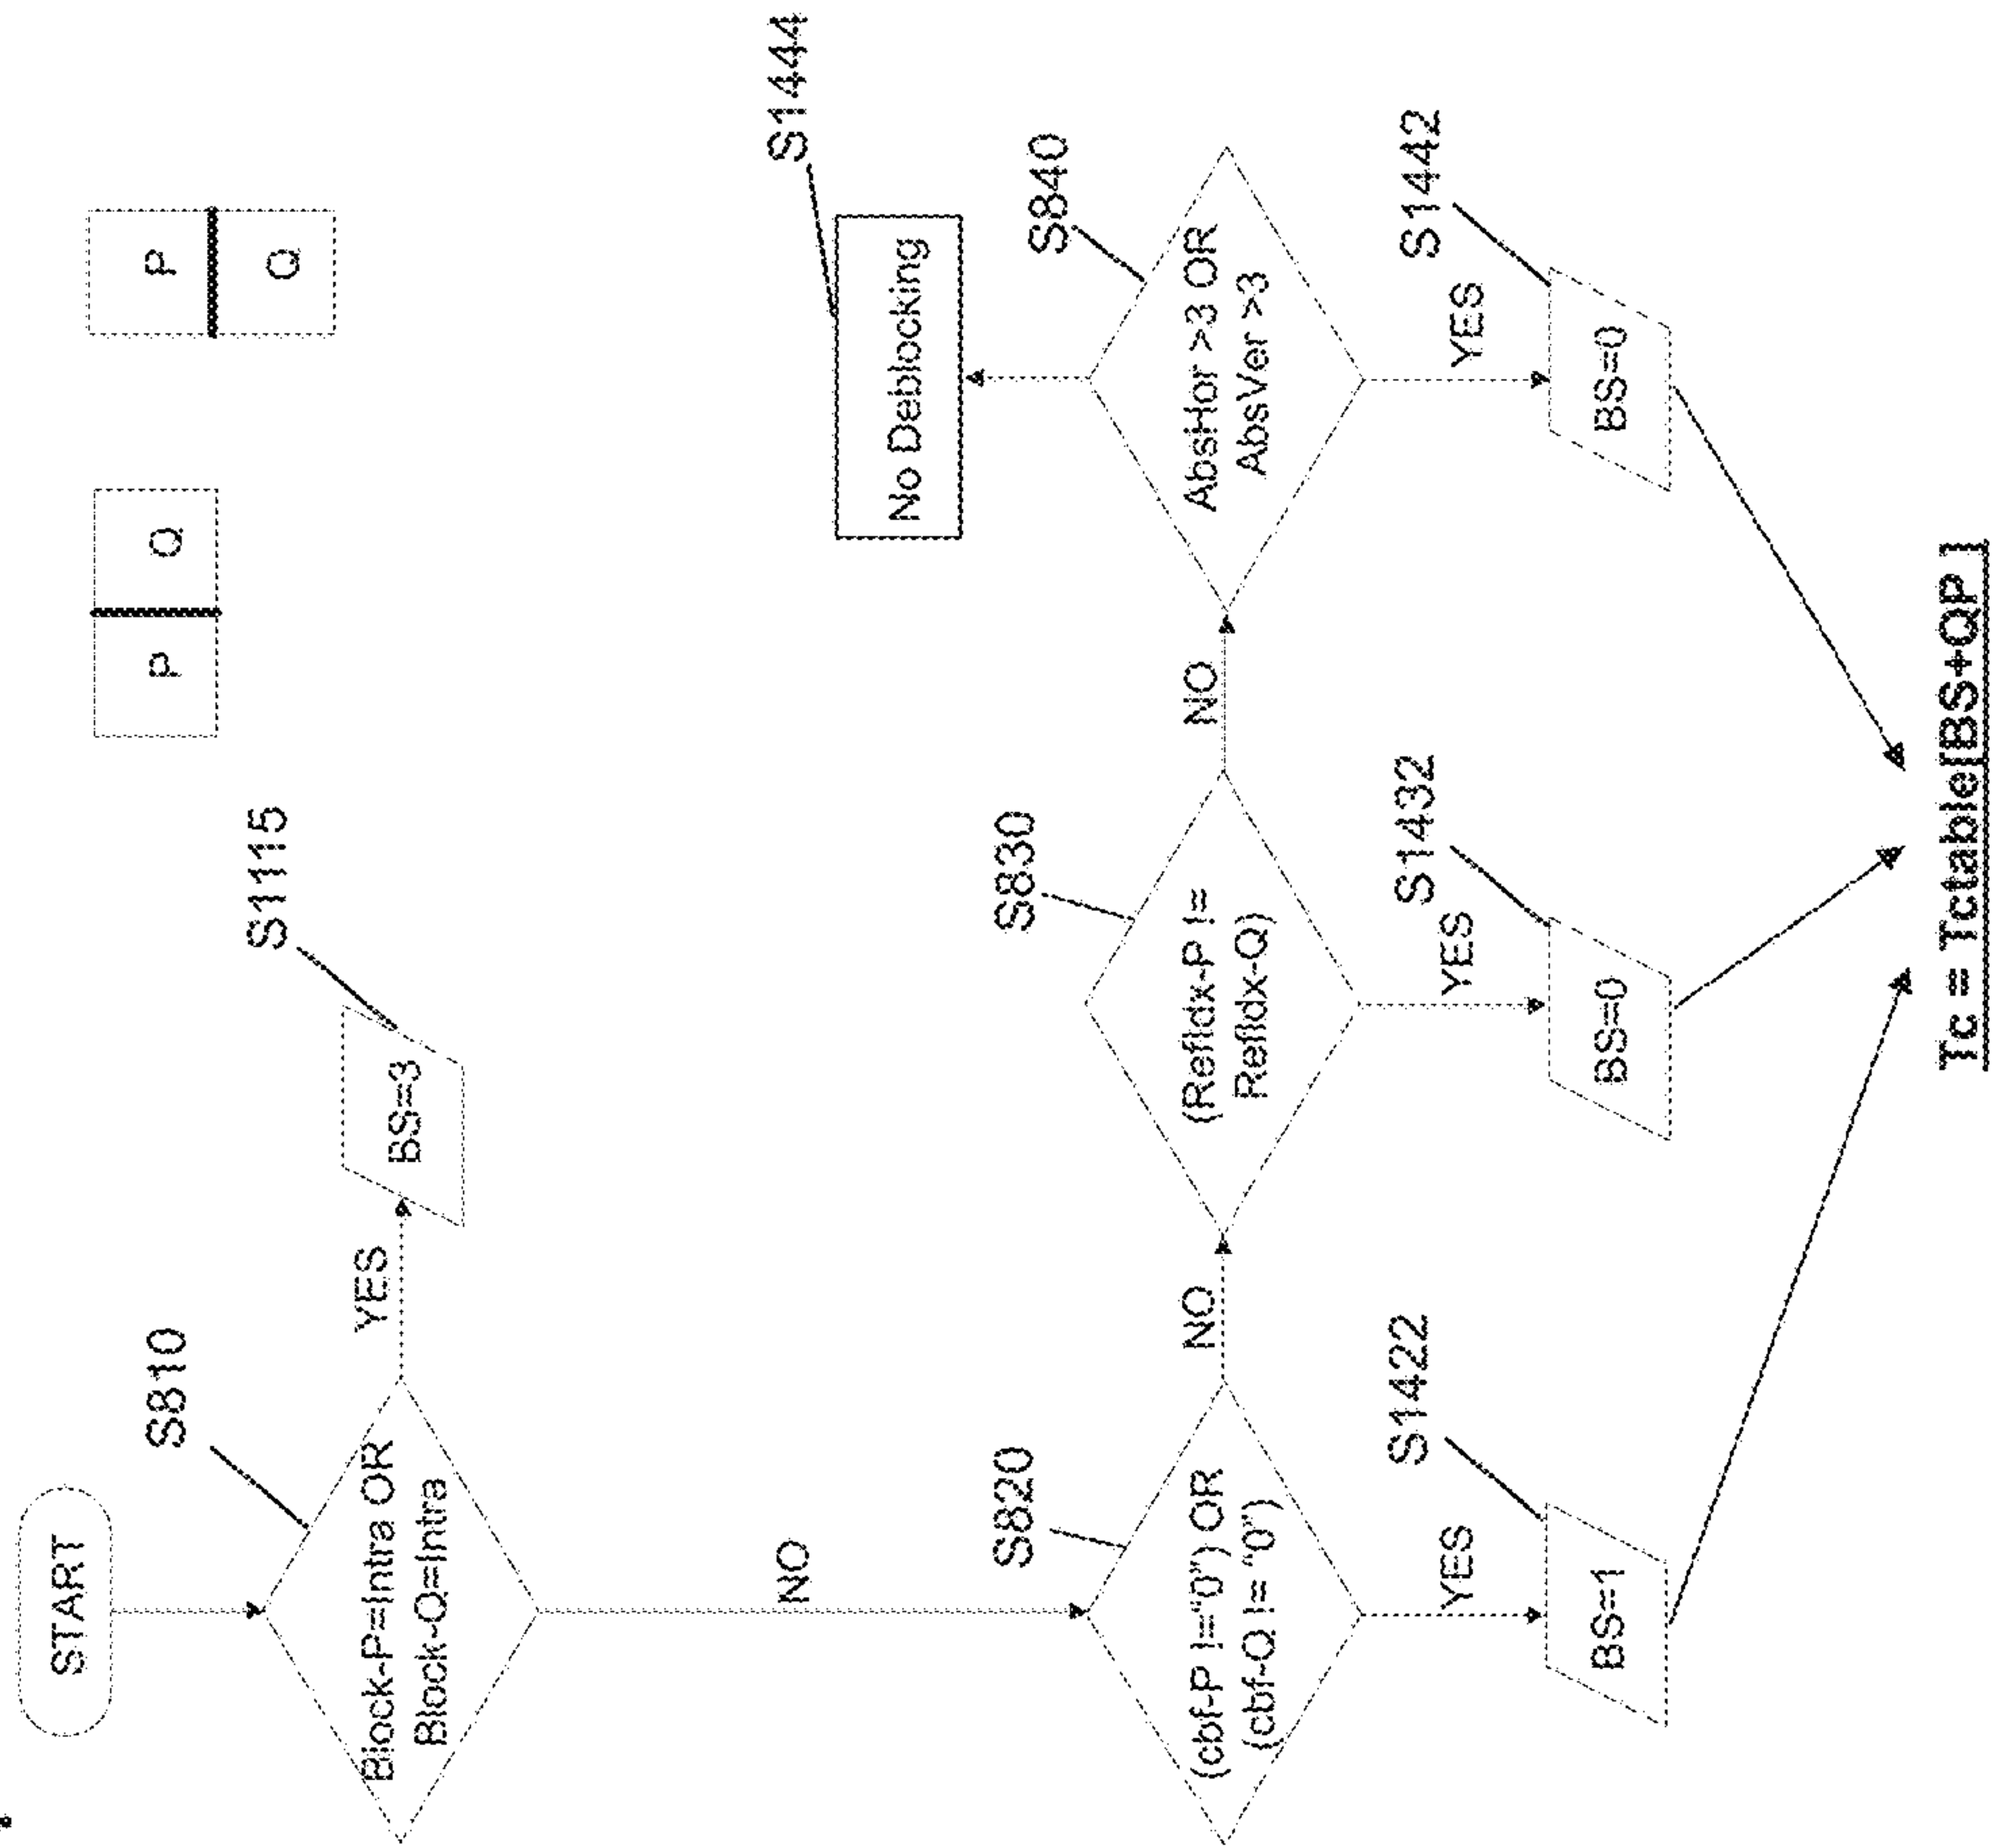 START
P
Q
P
Q
S810
Block-P=Intra OR
Block-Q=Intra
YES
BS=3
S1115
NO
S1444
No Deblocking
S820
(cbf-P !="0") OR
(cbf-Q != "0")
NO
S830
(RefIdx-P !=
RefIdx-Q)
NO
S840
AbsHor >3 OR
AbsVer >3
YES
S1422
BS=1
YES
S1432
BS=0
YES
S1442
BS=0
Tc = Tctable[BS+QP ]